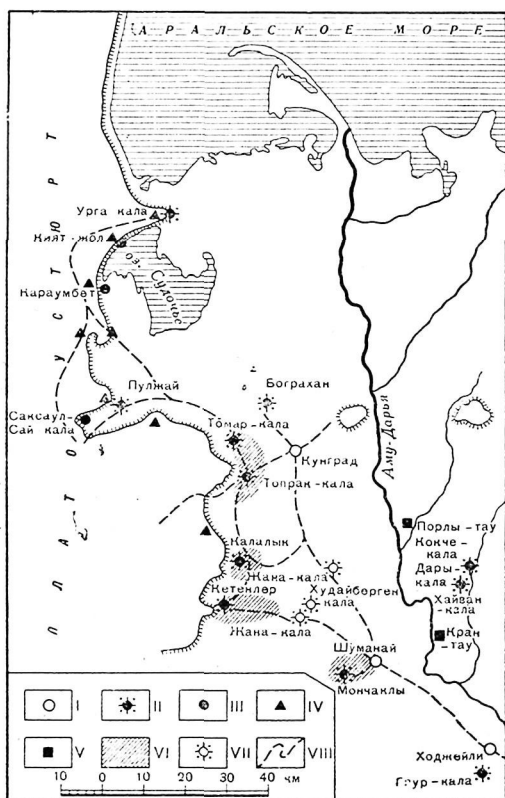 АРАЛЬСКОЕ МОРЕ
ПЛАТО УСТЮРТ
Урга кала
Кият-жол
оз. Судочье
Караумбет
Пулжай
Бограхан
Саксаул-
Сай кала
Томар-кала
Кунград
Топрак-кала
Аму-Дарья
Порлы-тау
Кокче-
кала
Дары-
кала
Хайван-
кала
Калалык
Жана-кала
Худайберген
кала
Кетенлер
Жана-кала
Кран-
тау
Шуманай
Мончаклы
Ходжейли
Гяур-кала
I
II
III
IV
V
VI
VII
VIII
10 0 10 20 30 40 км